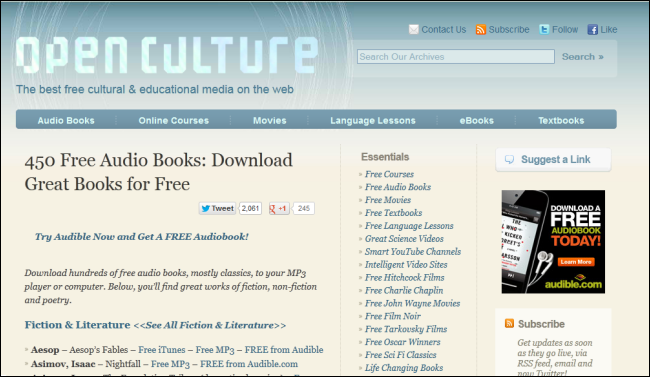 Contact Us Subscribe Follow Like
OPEN CULTURE
Search Our Archives Search »
The best free cultural & educational media on the web
Audio Books Online Courses Movies Language Lessons eBooks Textbooks
450 Free Audio Books: Download
Great Books for Free
Tweet 2,061 +1 245
Try Audible Now and Get A FREE Audiobook!
Download hundreds of free audio books, mostly classics, to your MP3
player or computer. Below, you'll find great works of fiction, non-fiction
and poetry.
Fiction & Literature <<See All Fiction & Literature>>
Aesop – Aesop's Fables – Free iTunes – Free MP3 – FREE from Audible
Asimov, Isaac – Nightfall – Free MP3 – FREE from Audible.com
Essentials
Free Courses
Free Audio Books
Free Movies
Free Textbooks
Free Language Lessons
Great Science Videos
Smart YouTube Channels
Intelligent Video Sites
Free Hitchcock Films
Free Charlie Chaplin
Free John Wayne Movies
Free Film Noir
Free Tarkovsky Films
Free Oscar Winners
Free Sci Fi Classics
Life Changing Books
Suggest a Link
DOWNLOAD A
FREE
AUDIOBOOK
TODAY!
Learn More
audible.com
Subscribe
Get updates as soon
as they go live, via
RSS feed, email and
now Twitter!